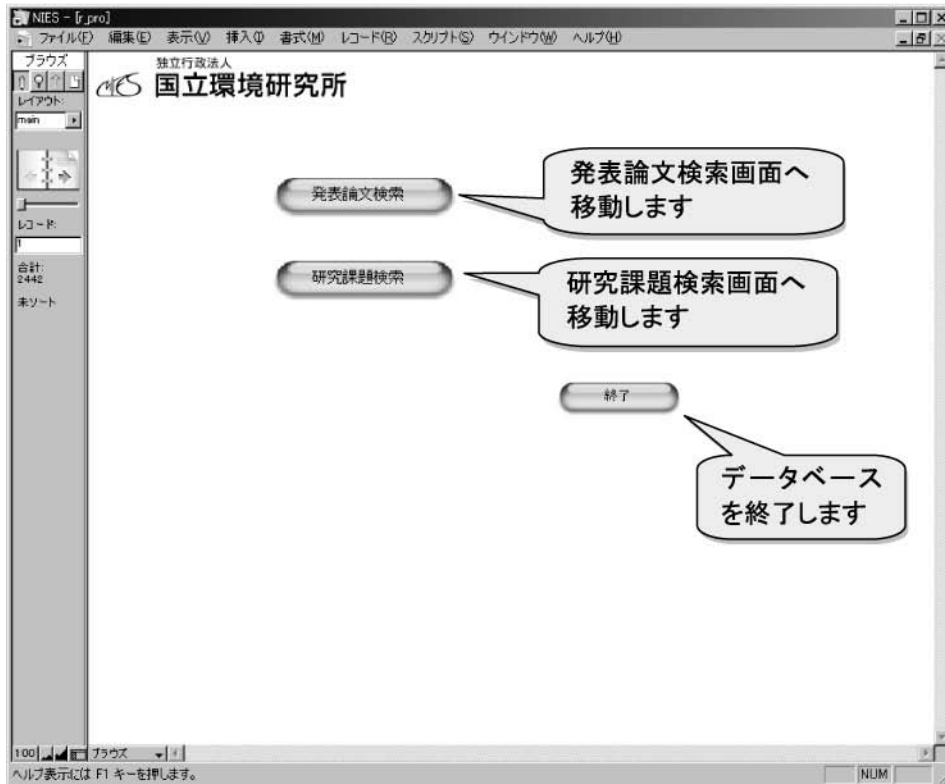 NIES - [r_pro]
ファイル(F) 編集(E) 表示(V) 挿入(I) 書式(M) レコード(R) スクリプト(S) ウインドウ(W) ヘルプ(H)
ブラウズ
レイアウト:
main
レコード:
1
合計:
2442
未ソート
NIES
独立行政法人
国立環境研究所
発表論文検索
発表論文検索画面へ
移動します
研究課題検索
研究課題検索画面へ
移動します
終了
データベース
を終了します
100 ブラウズ
ヘルプ表示には F1 キーを押します。
NUM